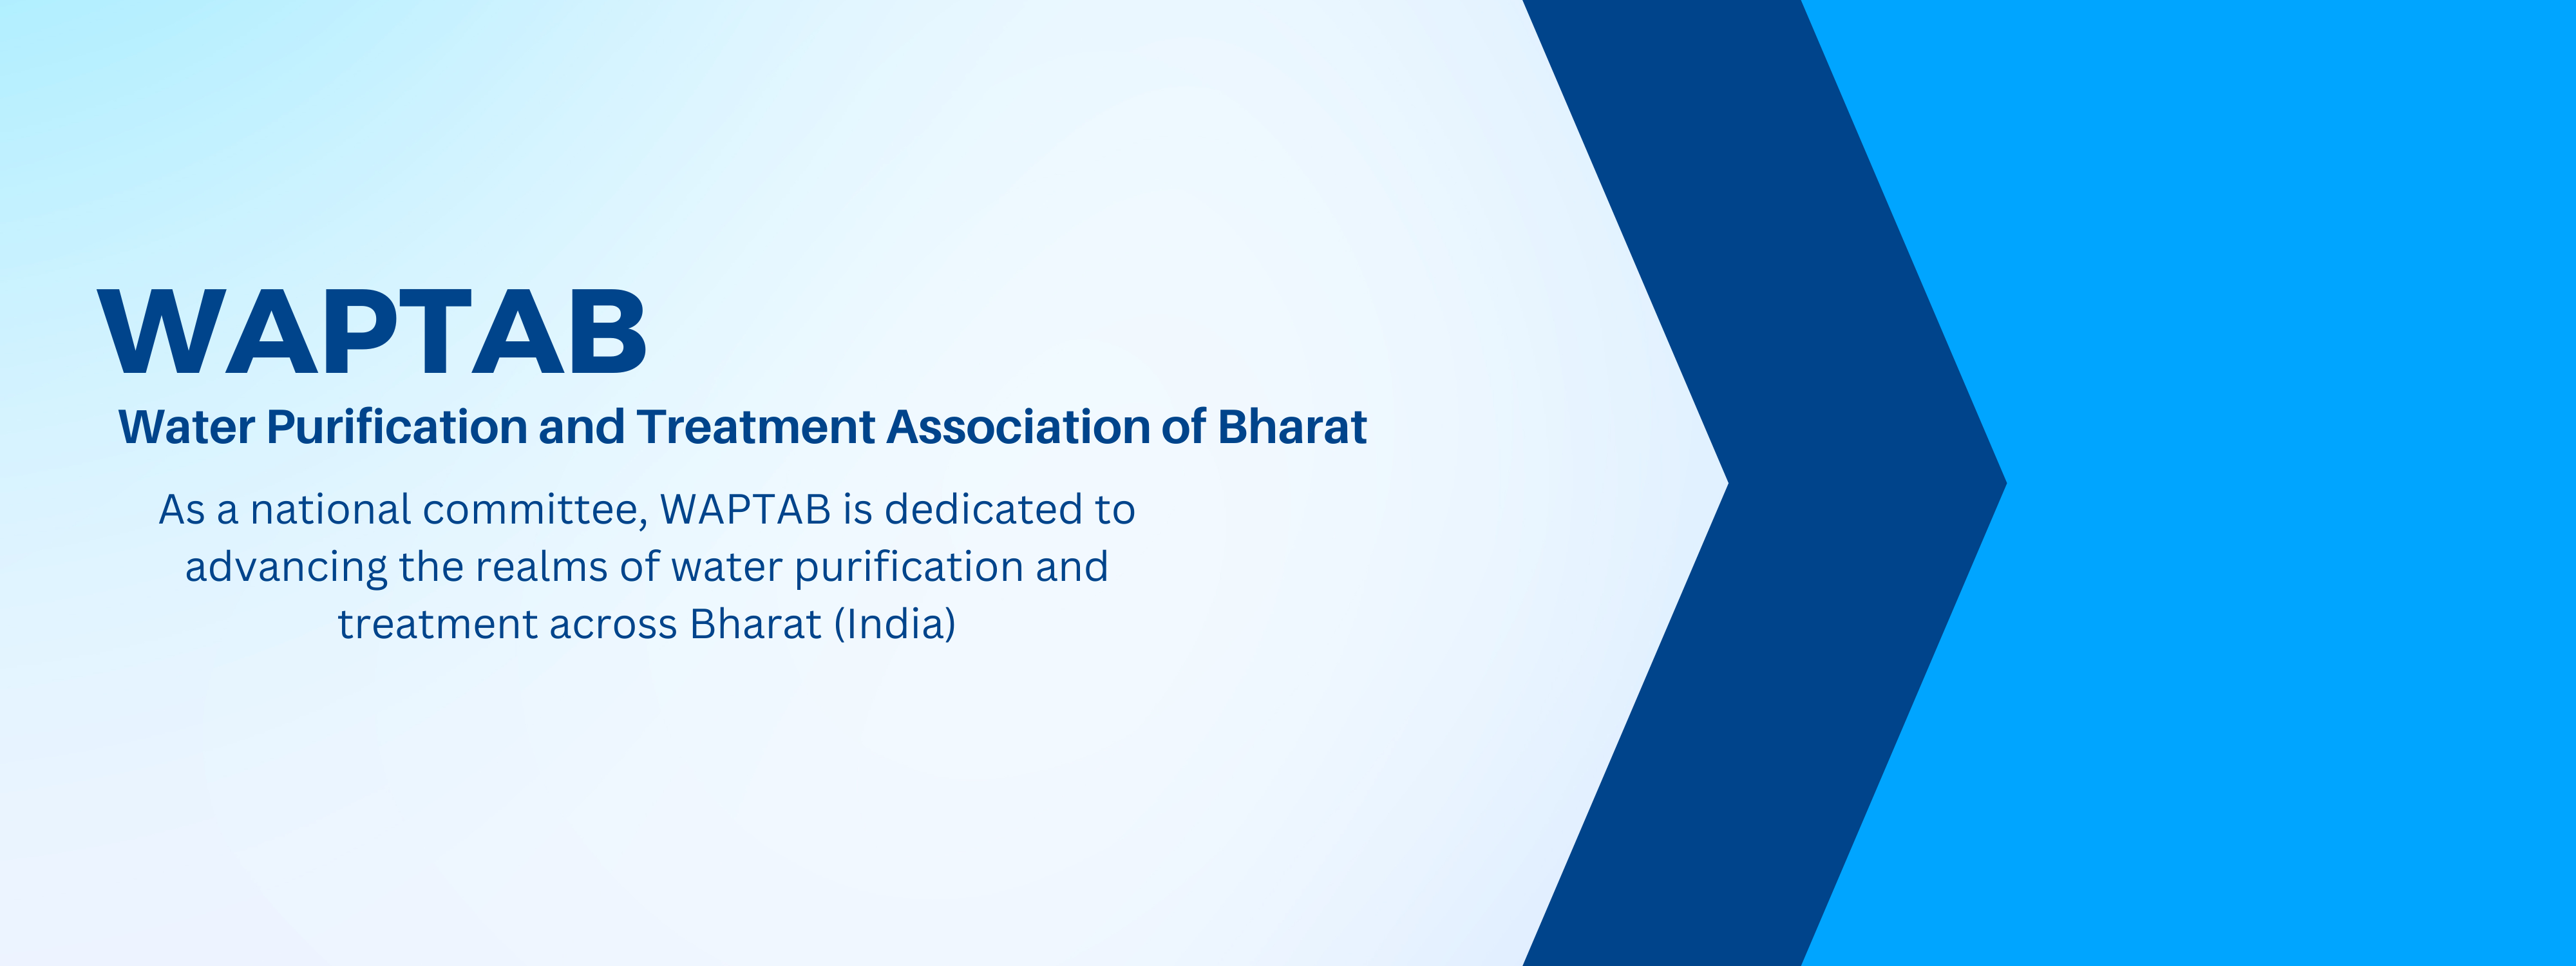 WAPTAB
Water Purification and Treatment Association of Bharat
As a national committee, WAPTAB is dedicated to
advancing the realms of water purification and
treatment across Bharat (India)